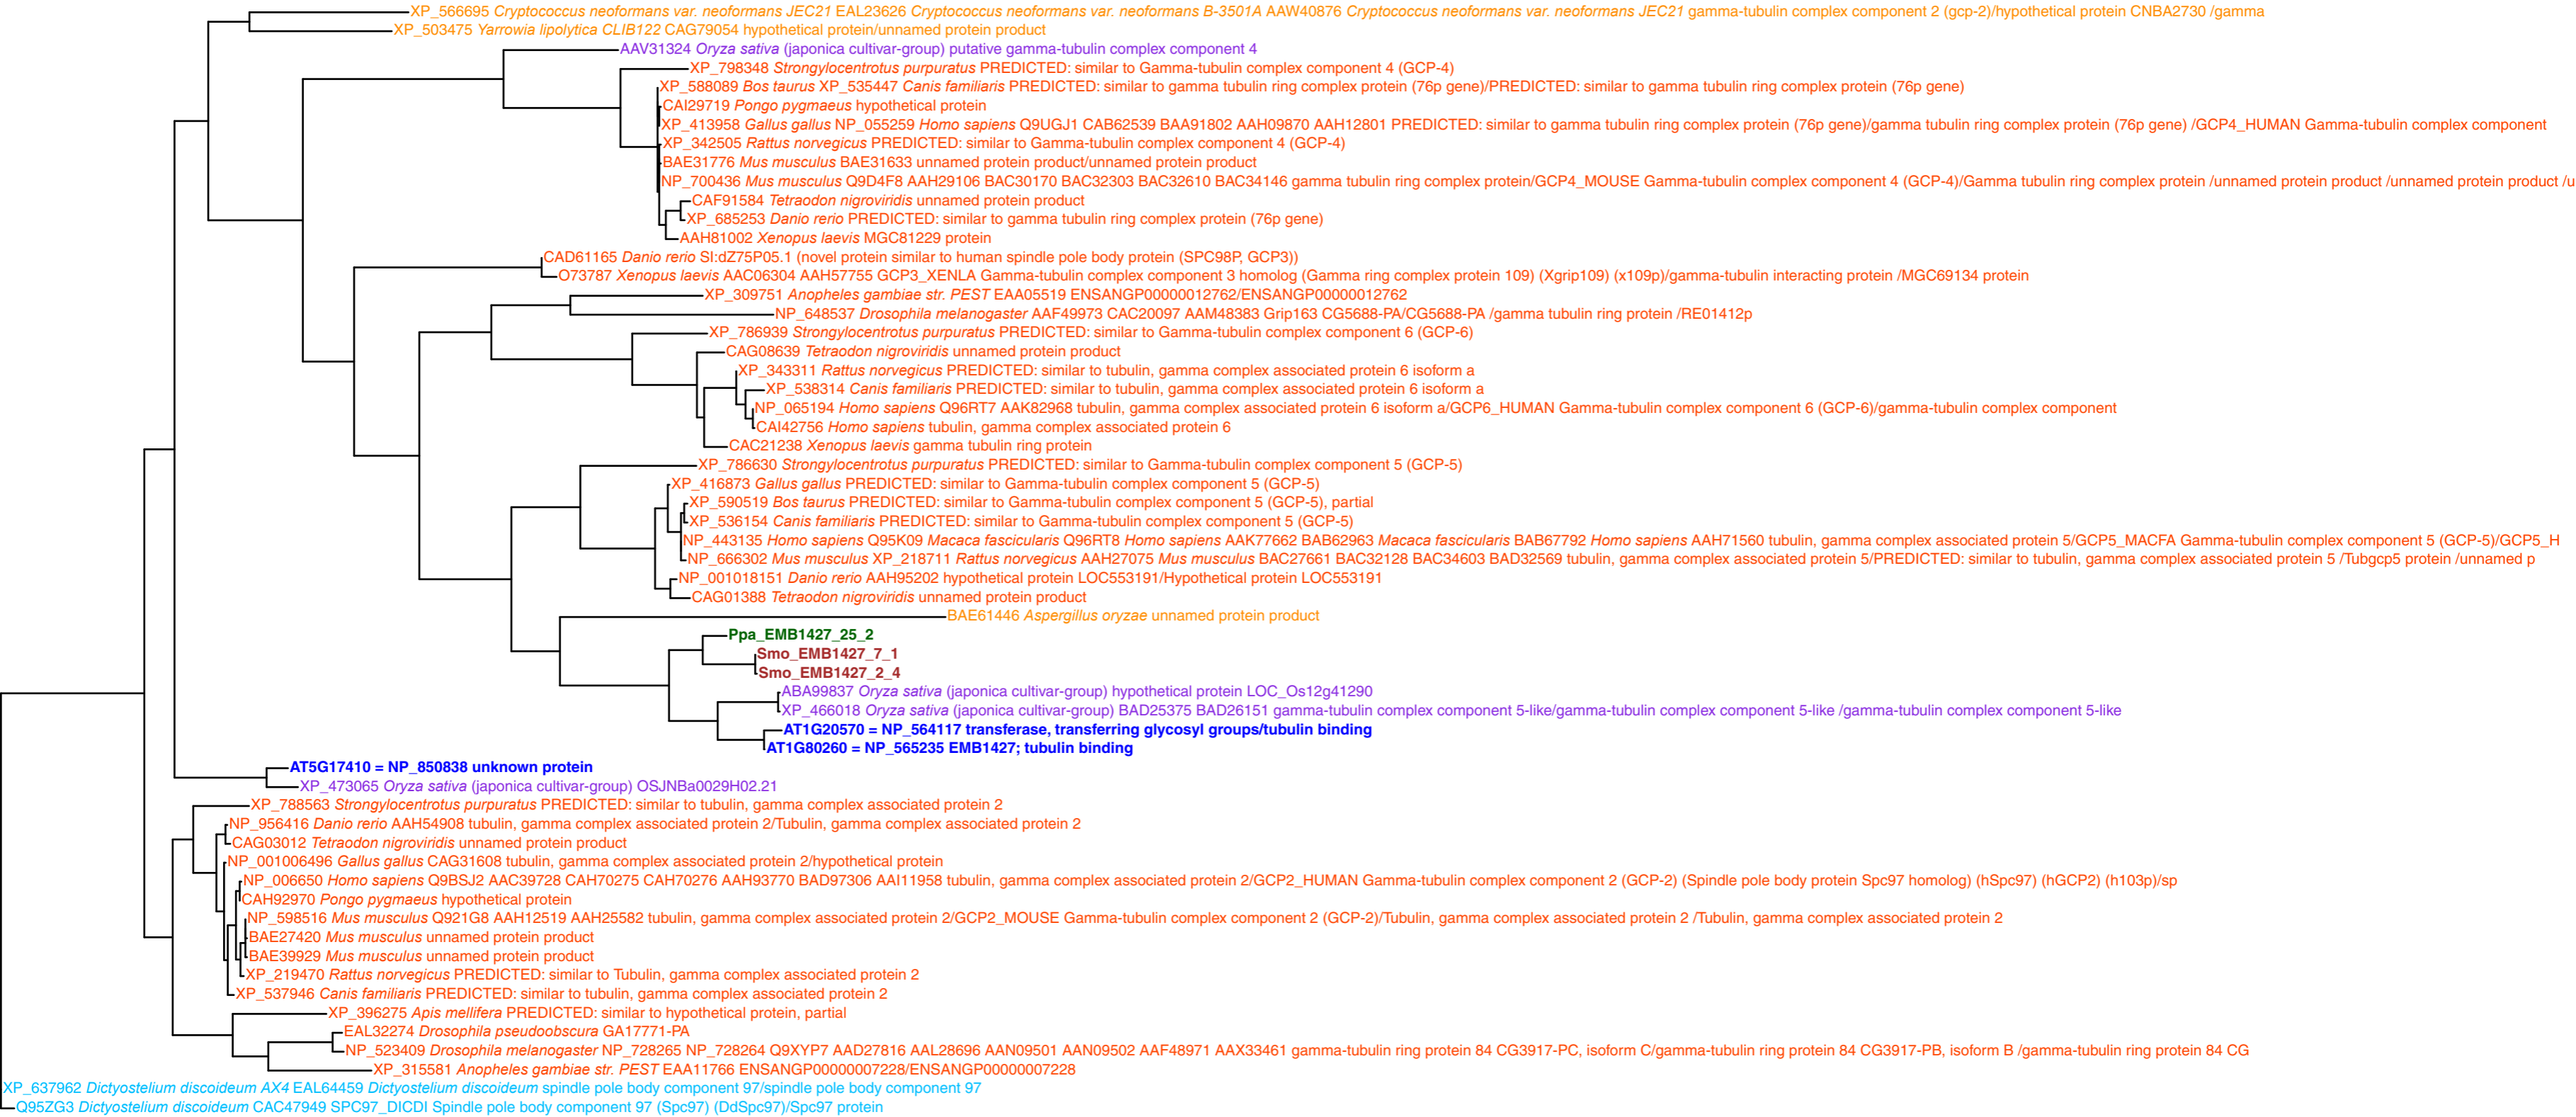 XP_566695 Cryptococcus neoformans var. neoformans JEC21 EAL23626 Cryptococcus neoformans var. neoformans B-3501A AAW40876 Cryptococcus neoformans var. neoformans JEC21 gamma-tubulin complex component 2 (gcp-2)/hypothetical protein CNBA2730 /gamma
XP_503475 Yarrowia lipolytica CLIB122 CAG79054 hypothetical protein/unnamed protein product
AAV31324 Oryza sativa (japonica cultivar-group) putative gamma-tubulin complex component 4
XP_798348 Strongylocentrotus purpuratus PREDICTED: similar to Gamma-tubulin complex component 4 (GCP-4)
XP_588089 Bos taurus XP_535447 Canis familiaris PREDICTED: similar to gamma tubulin ring complex protein (76p gene)/PREDICTED: similar to gamma tubulin ring complex protein (76p gene)
CAI29719 Pongo pygmaeus hypothetical protein
XP_413958 Gallus gallus NP_055259 Homo sapiens Q9UGJ1 CAB62539 BAA91802 AAH09870 AAH12801 PREDICTED: similar to gamma tubulin ring complex protein (76p gene)/gamma tubulin ring complex protein (76p gene) /GCP4_HUMAN Gamma-tubulin complex component
XP_342505 Rattus norvegicus PREDICTED: similar to Gamma-tubulin complex component 4 (GCP-4)
BAE31776 Mus musculus BAE31633 unnamed protein product/unnamed protein product
NP_700436 Mus musculus Q9D4F8 AAH29106 BAC30170 BAC32303 BAC32610 BAC34146 gamma tubulin ring complex protein/GCP4_MOUSE Gamma-tubulin complex component 4 (GCP-4)/Gamma tubulin ring complex protein /unnamed protein product /unnamed protein product /u
CAF91584 Tetraodon nigroviridis unnamed protein product
XP_685253 Danio rerio PREDICTED: similar to gamma tubulin ring complex protein (76p gene)
AAH81002 Xenopus laevis MGC81229 protein
CAD61165 Danio rerio SI:dZ75P05.1 (novel protein similar to human spindle pole body protein (SPC98P, GCP3))
O73787 Xenopus laevis AAC06304 AAH57755 GCP3_XENLA Gamma-tubulin complex component 3 homolog (Gamma ring complex protein 109) (Xgrip109) (x109p)/gamma-tubulin interacting protein /MGC69134 protein
XP_309751 Anopheles gambiae str. PEST EAA05519 ENSANGP00000012762/ENSANGP00000012762
NP_648537 Drosophila melanogaster AAF49973 CAC20097 AAM48383 Grip163 CG5688-PA/CG5688-PA /gamma tubulin ring protein /RE01412p
XP_786939 Strongylocentrotus purpuratus PREDICTED: similar to Gamma-tubulin complex component 6 (GCP-6)
CAG08639 Tetraodon nigroviridis unnamed protein product
XP_343311 Rattus norvegicus PREDICTED: similar to tubulin, gamma complex associated protein 6 isoform a
XP_538314 Canis familiaris PREDICTED: similar to tubulin, gamma complex associated protein 6 isoform a
NP_065194 Homo sapiens Q96RT7 AAK82968 tubulin, gamma complex associated protein 6 isoform a/GCP6_HUMAN Gamma-tubulin complex component 6 (GCP-6)/gamma-tubulin complex component
CAI42756 Homo sapiens tubulin, gamma complex associated protein 6
CAC21238 Xenopus laevis gamma tubulin ring protein
XP_786630 Strongylocentrotus purpuratus PREDICTED: similar to Gamma-tubulin complex component 5 (GCP-5)
XP_416873 Gallus gallus PREDICTED: similar to Gamma-tubulin complex component 5 (GCP-5)
XP_590519 Bos taurus PREDICTED: similar to Gamma-tubulin complex component 5 (GCP-5), partial
XP_536154 Canis familiaris PREDICTED: similar to Gamma-tubulin complex component 5 (GCP-5)
NP_443135 Homo sapiens Q95K09 Macaca fascicularis Q96RT8 Homo sapiens AAK77662 BAB62963 Macaca fascicularis BAB67792 Homo sapiens AAH71560 tubulin, gamma complex associated protein 5/GCP5_MACFA Gamma-tubulin complex component 5 (GCP-5)/GCP5_H
NP_666302 Mus musculus XP_218711 Rattus norvegicus AAH27075 Mus musculus BAC27661 BAC32128 BAC34603 BAD32569 tubulin, gamma complex associated protein 5/PREDICTED: similar to tubulin, gamma complex associated protein 5 /Tubgcp5 protein /unnamed p
NP_001018151 Danio rerio AAH95202 hypothetical protein LOC553191/Hypothetical protein LOC553191
CAG01388 Tetraodon nigroviridis unnamed protein product
BAE61446 Aspergillus oryzae unnamed protein product
Ppa_EMB1427_25_2
Smo_EMB1427_7_1
Smo_EMB1427_2_4
ABA99837 Oryza sativa (japonica cultivar-group) hypothetical protein LOC_Os12g41290
XP_466018 Oryza sativa (japonica cultivar-group) BAD25375 BAD26151 gamma-tubulin complex component 5-like/gamma-tubulin complex component 5-like /gamma-tubulin complex component 5-like
AT1G20570 = NP_564117 transferase, transferring glycosyl groups/tubulin binding
AT1G80260 = NP_565235 EMB1427; tubulin binding
AT5G17410 = NP_850838 unknown protein
XP_473065 Oryza sativa (japonica cultivar-group) OSJNBa0029H02.21
XP_788563 Strongylocentrotus purpuratus PREDICTED: similar to tubulin, gamma complex associated protein 2
NP_956416 Danio rerio AAH54908 tubulin, gamma complex associated protein 2/Tubulin, gamma complex associated protein 2
CAG03012 Tetraodon nigroviridis unnamed protein product
NP_001006496 Gallus gallus CAG31608 tubulin, gamma complex associated protein 2/hypothetical protein
NP_006650 Homo sapiens Q9BSJ2 AAC39728 CAH70275 CAH70276 AAH93770 BAD97306 AAI11958 tubulin, gamma complex associated protein 2/GCP2_HUMAN Gamma-tubulin complex component 2 (GCP-2) (Spindle pole body protein Spc97 homolog) (hSpc97) (hGCP2) (h103p)/sp
CAH92970 Pongo pygmaeus hypothetical protein
NP_598516 Mus musculus Q921G8 AAH12519 AAH25582 tubulin, gamma complex associated protein 2/GCP2_MOUSE Gamma-tubulin complex component 2 (GCP-2)/Tubulin, gamma complex associated protein 2 /Tubulin, gamma complex associated protein 2
BAE27420 Mus musculus unnamed protein product
BAE39929 Mus musculus unnamed protein product
XP_219470 Rattus norvegicus PREDICTED: similar to Tubulin, gamma complex associated protein 2
XP_537946 Canis familiaris PREDICTED: similar to tubulin, gamma complex associated protein 2
XP_396275 Apis mellifera PREDICTED: similar to hypothetical protein, partial
EAL32274 Drosophila pseudoobscura GA17771-PA
NP_523409 Drosophila melanogaster NP_728265 NP_728264 Q9XYP7 AAD27816 AAL28696 AAN09501 AAN09502 AAF48971 AAX33461 gamma-tubulin ring protein 84 CG3917-PC, isoform C/gamma-tubulin ring protein 84 CG3917-PB, isoform B /gamma-tubulin ring protein 84 CG
XP_315581 Anopheles gambiae str. PEST EAA11766 ENSANGP00000007228/ENSANGP00000007228
XP_637962 Dictyostelium discoideum AX4 EAL64459 Dictyostelium discoideum spindle pole body component 97/spindle pole body component 97
Q95ZG3 Dictyostelium discoideum CAC47949 SPC97_DICDI Spindle pole body component 97 (Spc97) (DdSpc97)/Spc97 protein